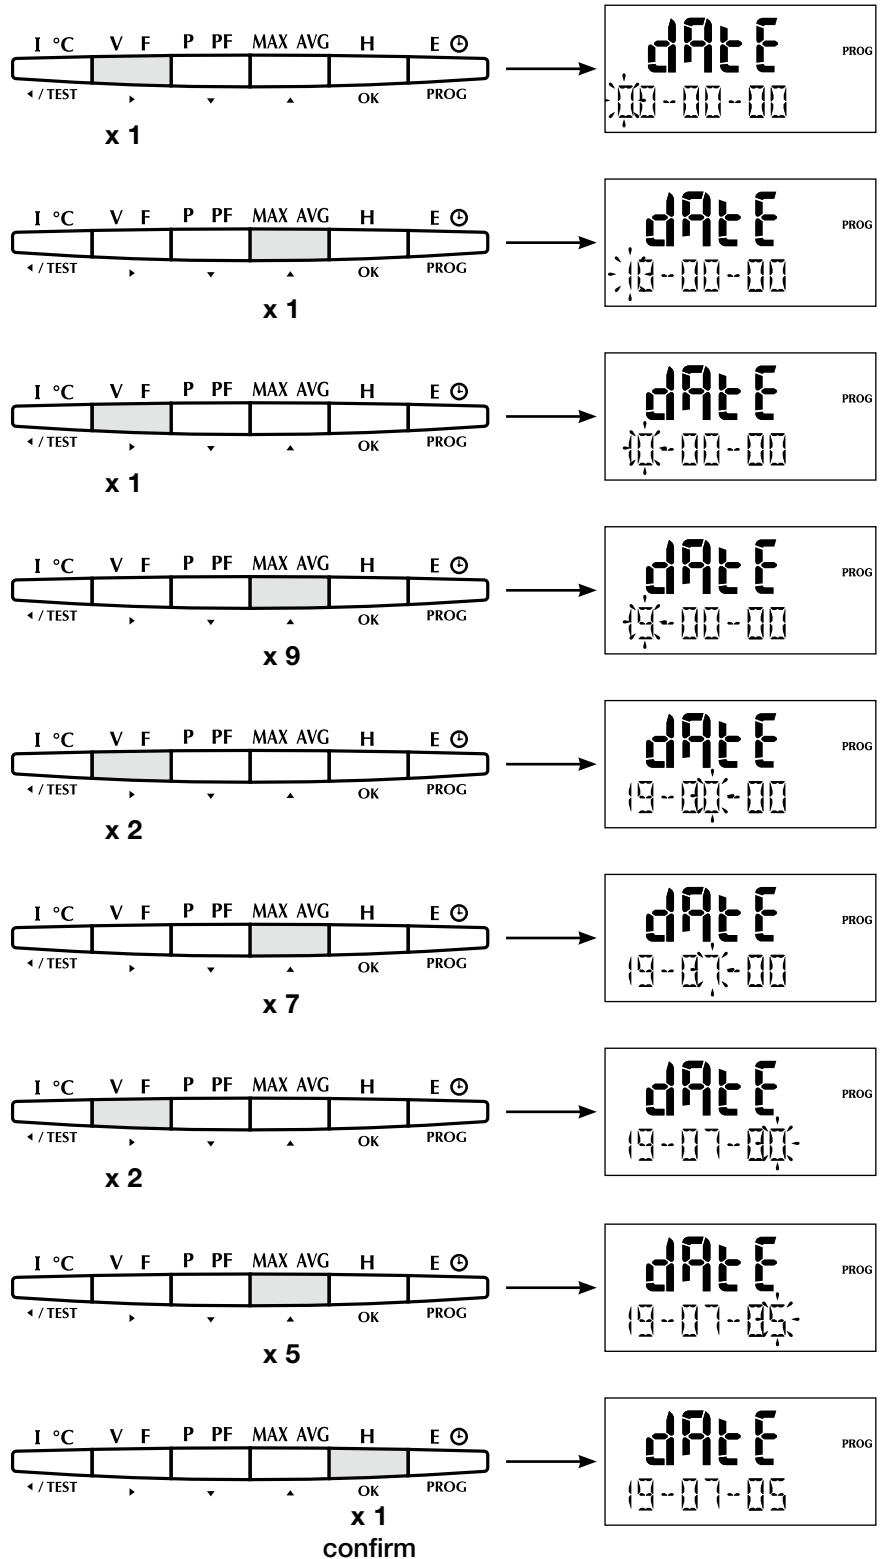 I °C V F P PF MAX AVG H E
dAtE PROG
◂ / TEST ▸ ▾ ▴ OK PROG
00-00-00
x 1
I °C V F P PF MAX AVG H E
dAtE PROG
◂ / TEST ▸ ▾ ▴ OK PROG
10-00-00
x 1
I °C V F P PF MAX AVG H E
dAtE PROG
◂ / TEST ▸ ▾ ▴ OK PROG
10-00-00
x 1
I °C V F P PF MAX AVG H E
dAtE PROG
◂ / TEST ▸ ▾ ▴ OK PROG
19-00-00
x 9
I °C V F P PF MAX AVG H E
dAtE PROG
◂ / TEST ▸ ▾ ▴ OK PROG
19-00-00
x 2
I °C V F P PF MAX AVG H E
dAtE PROG
◂ / TEST ▸ ▾ ▴ OK PROG
19-07-00
x 7
I °C V F P PF MAX AVG H E
dAtE PROG
◂ / TEST ▸ ▾ ▴ OK PROG
19-07-00
x 2
I °C V F P PF MAX AVG H E
dAtE PROG
◂ / TEST ▸ ▾ ▴ OK PROG
19-07-05
x 5
I °C V F P PF MAX AVG H E
dAtE PROG
◂ / TEST ▸ ▾ ▴ OK PROG
19-07-05
x 1
confirm